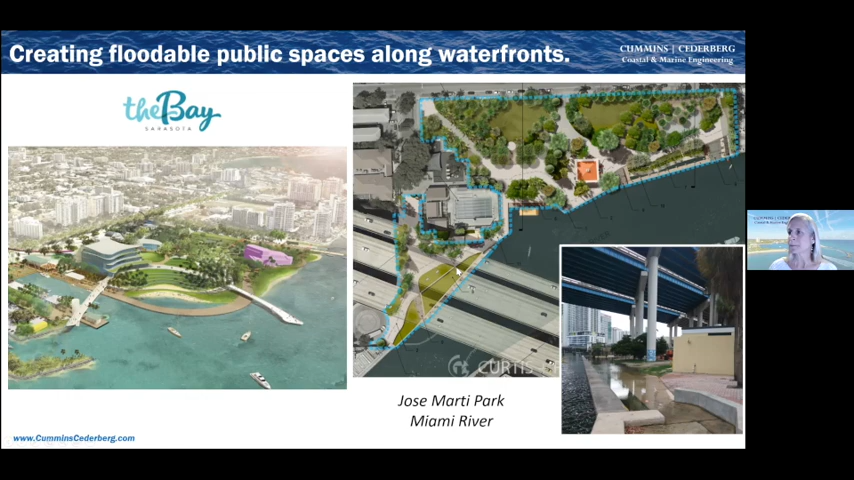 Creating floodable public spaces along waterfronts.
CUMMINS | CEDERBERG
Coastal & Marine Engineering
theBay
SARASOTA
CURTIS
Jose Marti Park
Miami River
www.CumminsCederberg.com